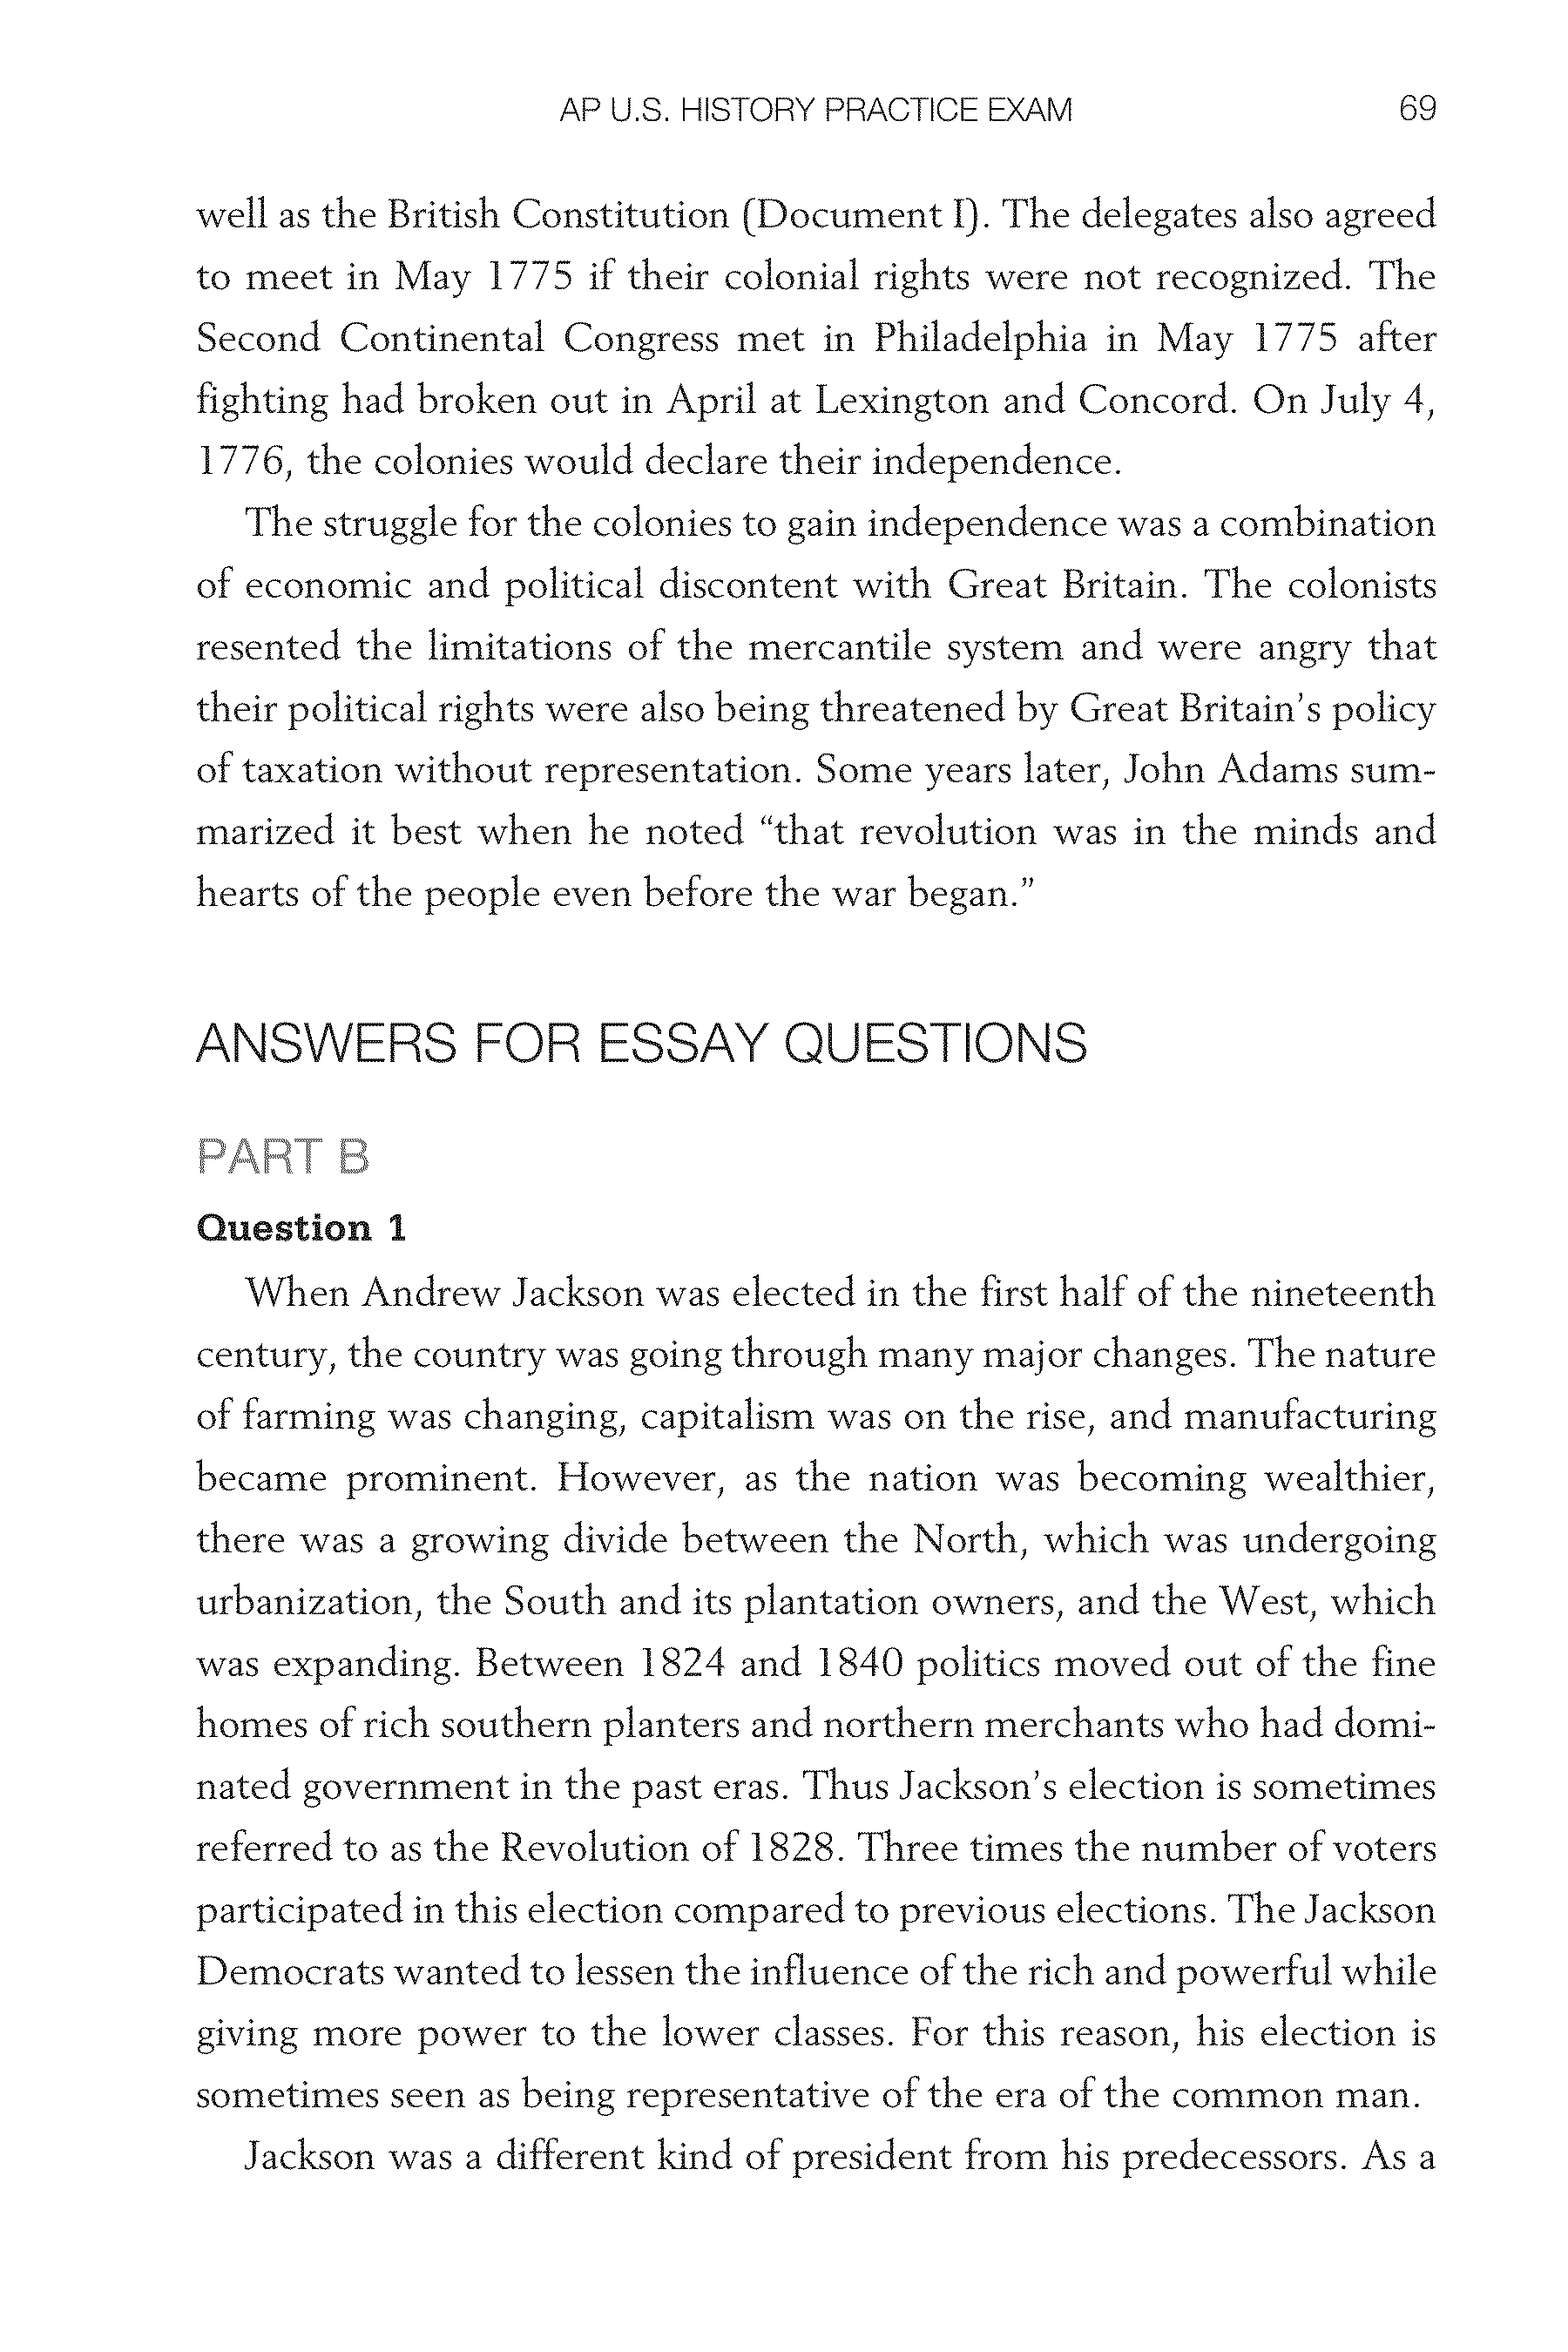 AP U.S. HISTORY PRACTICE EXAM 69
well as the British Constitution (Document I). The delegates also agreed
to meet in May 1775 if their colonial rights were not recognized. The
Second Continental Congress met in Philadelphia in May 1775 after
fighting had broken out in April at Lexington and Concord. On July 4,
1776, the colonies would declare their independence.
The struggle for the colonies to gain independence was a combination
of economic and political discontent with Great Britain. The colonists
resented the limitations of the mercantile system and were angry that
their political rights were also being threatened by Great Britain’s policy
of taxation without representation. Some years later, John Adams sum-
marized it best when he noted “that revolution was in the minds and
hearts of the people even before the war began.”
ANSWERS FOR ESSAY QUESTIONS
PART B
Question 1
When Andrew Jackson was elected in the first half of the nineteenth
century, the country was going through many major changes. The nature
of farming was changing, capitalism was on the rise, and manufacturing
became prominent. However, as the nation was becoming wealthier,
there was a growing divide between the North, which was undergoing
urbanization, the South and its plantation owners, and the West, which
was expanding. Between 1824 and 1840 politics moved out of the fine
homes of rich southern planters and northern merchants who had domi-
nated government in the past eras. Thus Jackson’s election is sometimes
referred to as the Revolution of 1828. Three times the number of voters
participated in this election compared to previous elections. The Jackson
Democrats wanted to lessen the influence of the rich and powerful while
giving more power to the lower classes. For this reason, his election is
sometimes seen as being representative of the era of the common man.
Jackson was a different kind of president from his predecessors. As a